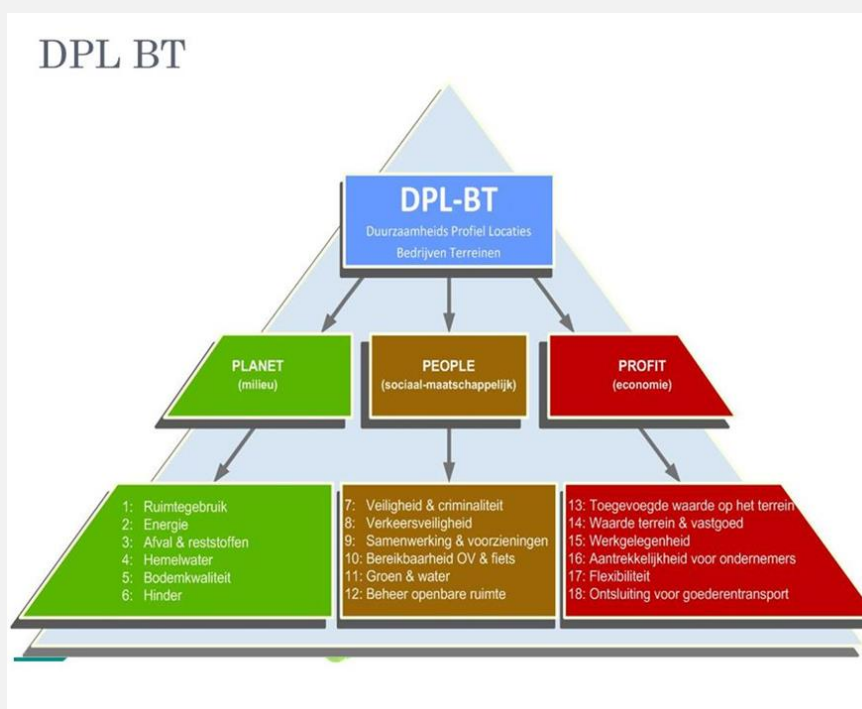 DPL BT
DPL-BT
Duurzaamheids Profiel Locaties
Bedrijven Terreinen
PLANET
(milieu)
PEOPLE
(sociaal-maatschappelijk)
PROFIT
(economie)
1: Ruimtegebruik
2: Energie
3: Afval & reststoffen
4: Hemelwater
5: Bodemkwaliteit
6: Hinder
7: Veiligheid & criminaliteit
8: Verkeersveiligheid
9: Samenwerking & voorzieningen
10: Bereikbaarheid OV & fiets
11: Groen & water
12: Beheer openbare ruimte
13: Toegevoegde waarde op het terrein
14: Waarde terrein & vastgoed
15: Werkgelegenheid
16: Aantrekkelijkheid voor ondernemers
17: Flexibiliteit
18: Ontsluiting voor goederentransport